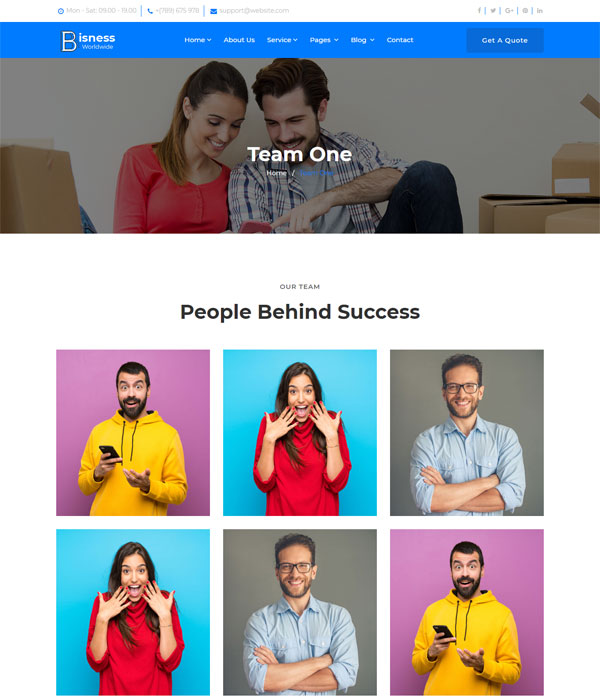 Mon - Sat: 09.00 - 19.00 +(789) 675 978 support@website.com
Bisness
Worldwide
Home About Us Service Pages Blog Contact
Get A Quote
Team One
Home / Team One
OUR TEAM
People Behind Success